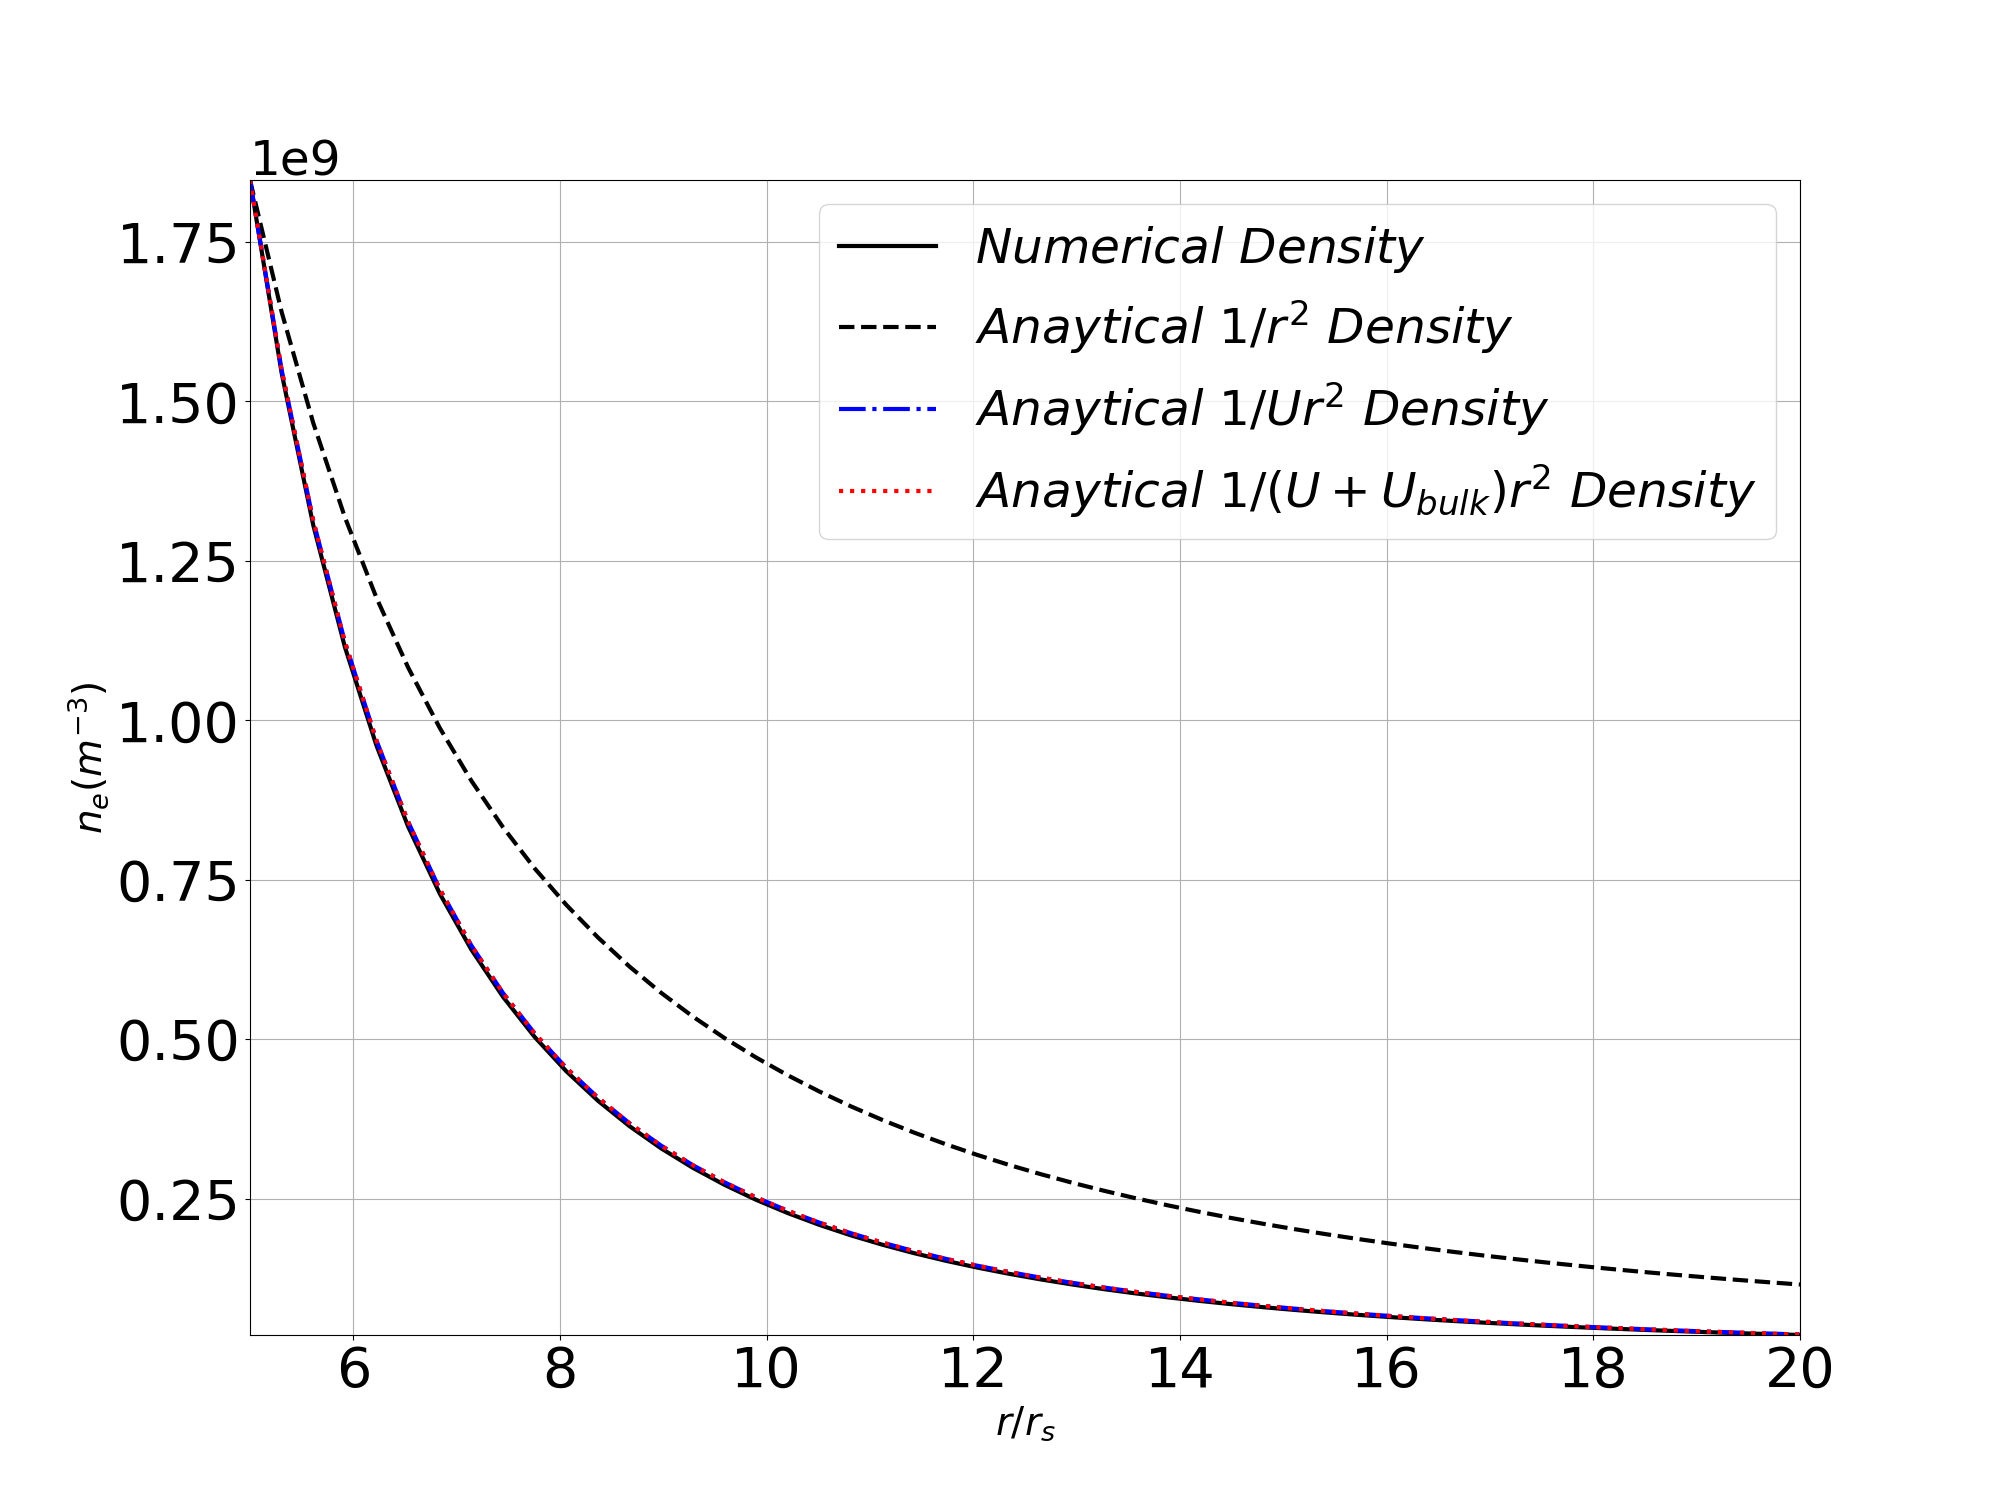 1e9
1.75
1.50
1.25
1.00
0.75
0.50
0.25
n_e(m^{-3})
Numerical Density
Anaytical 1/r² Density
Anaytical 1/Ur² Density
Anaytical 1/(U + U_{bulk})r² Density
6 8 10 12 14 16 18 20
r/r_s